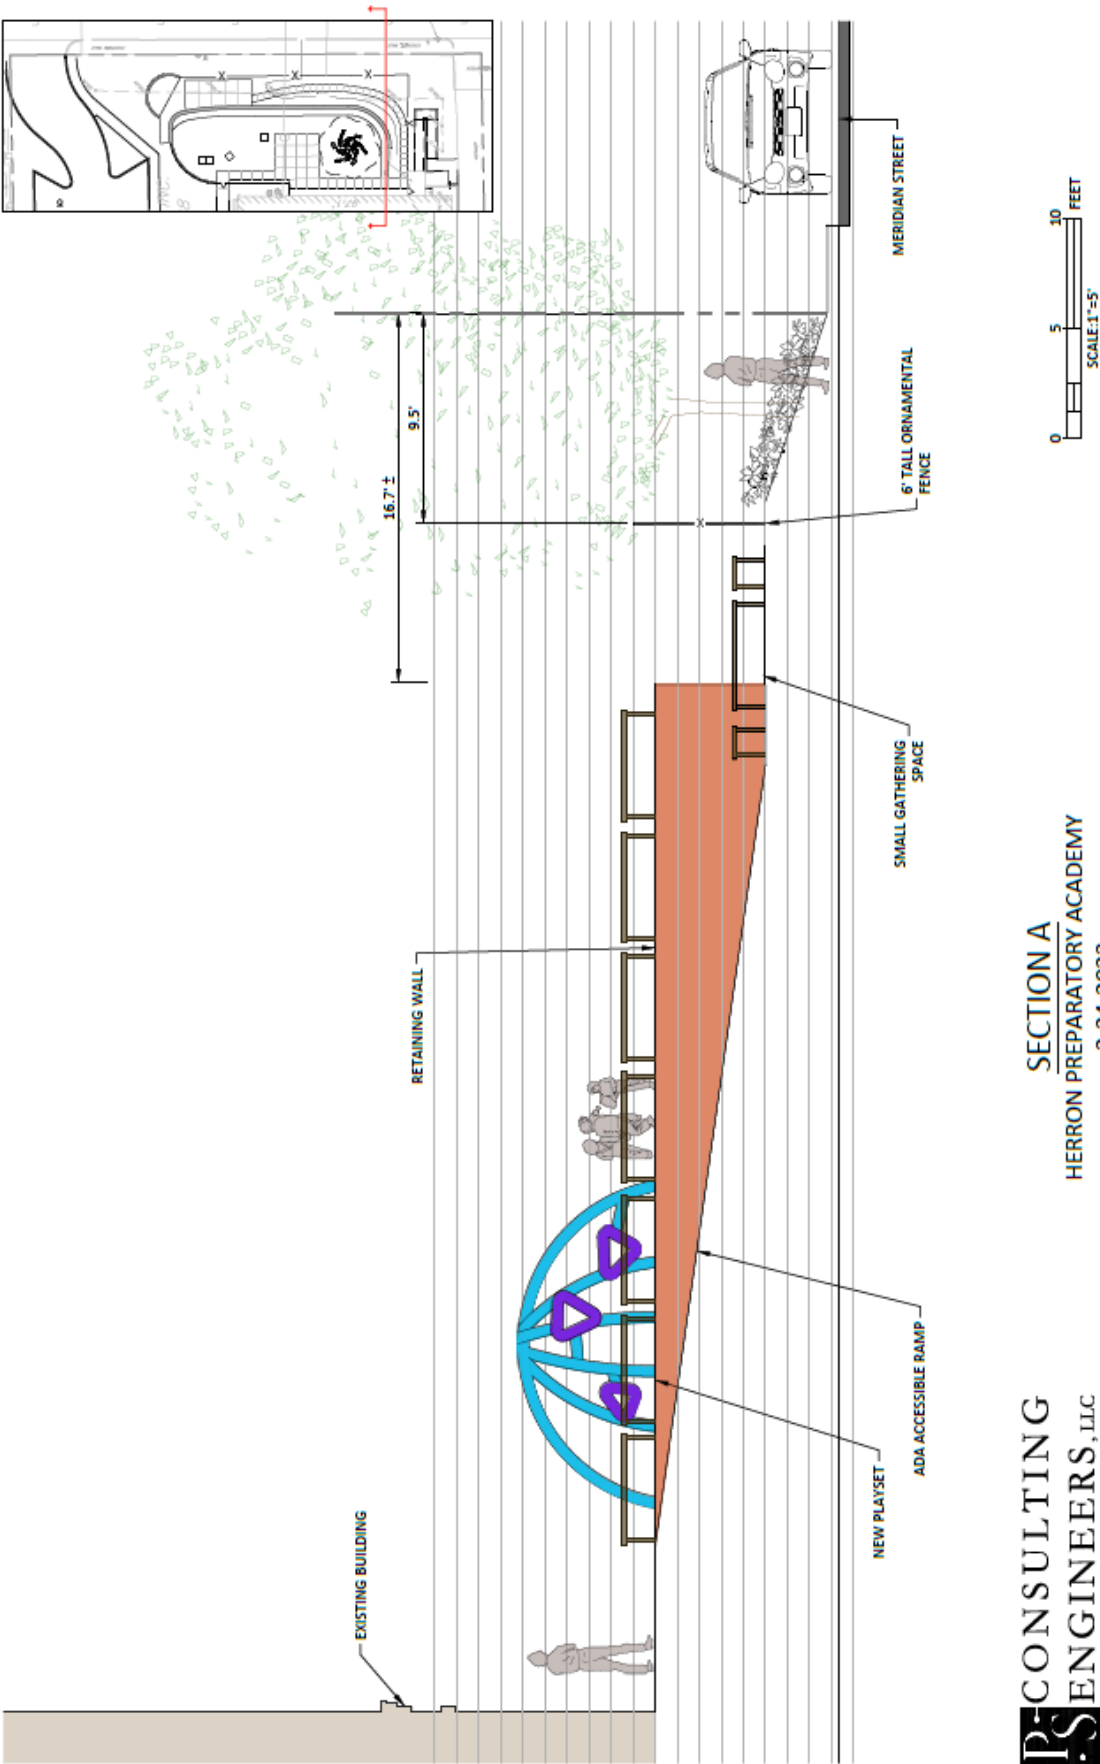 EXISTING BUILDING
RETAINING WALL
16.7' ±
9.5'
X
NEW PLAYSET
ADA ACCESSIBLE RAMP
SMALL GATHERING
SPACE
6' TALL ORNAMENTAL
FENCE
MERIDIAN STREET
X X X
P CONSULTING
S ENGINEERS, LLC
SECTION A
HERRON PREPARATORY ACADEMY
0 5 10 FEET
SCALE:1"=5'